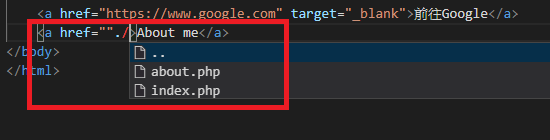 <a href="https://www.google.com" target="_blank">前往Google</a>
<a href=""./>About me</a>
..
</body>
about.php
</html>
index.php